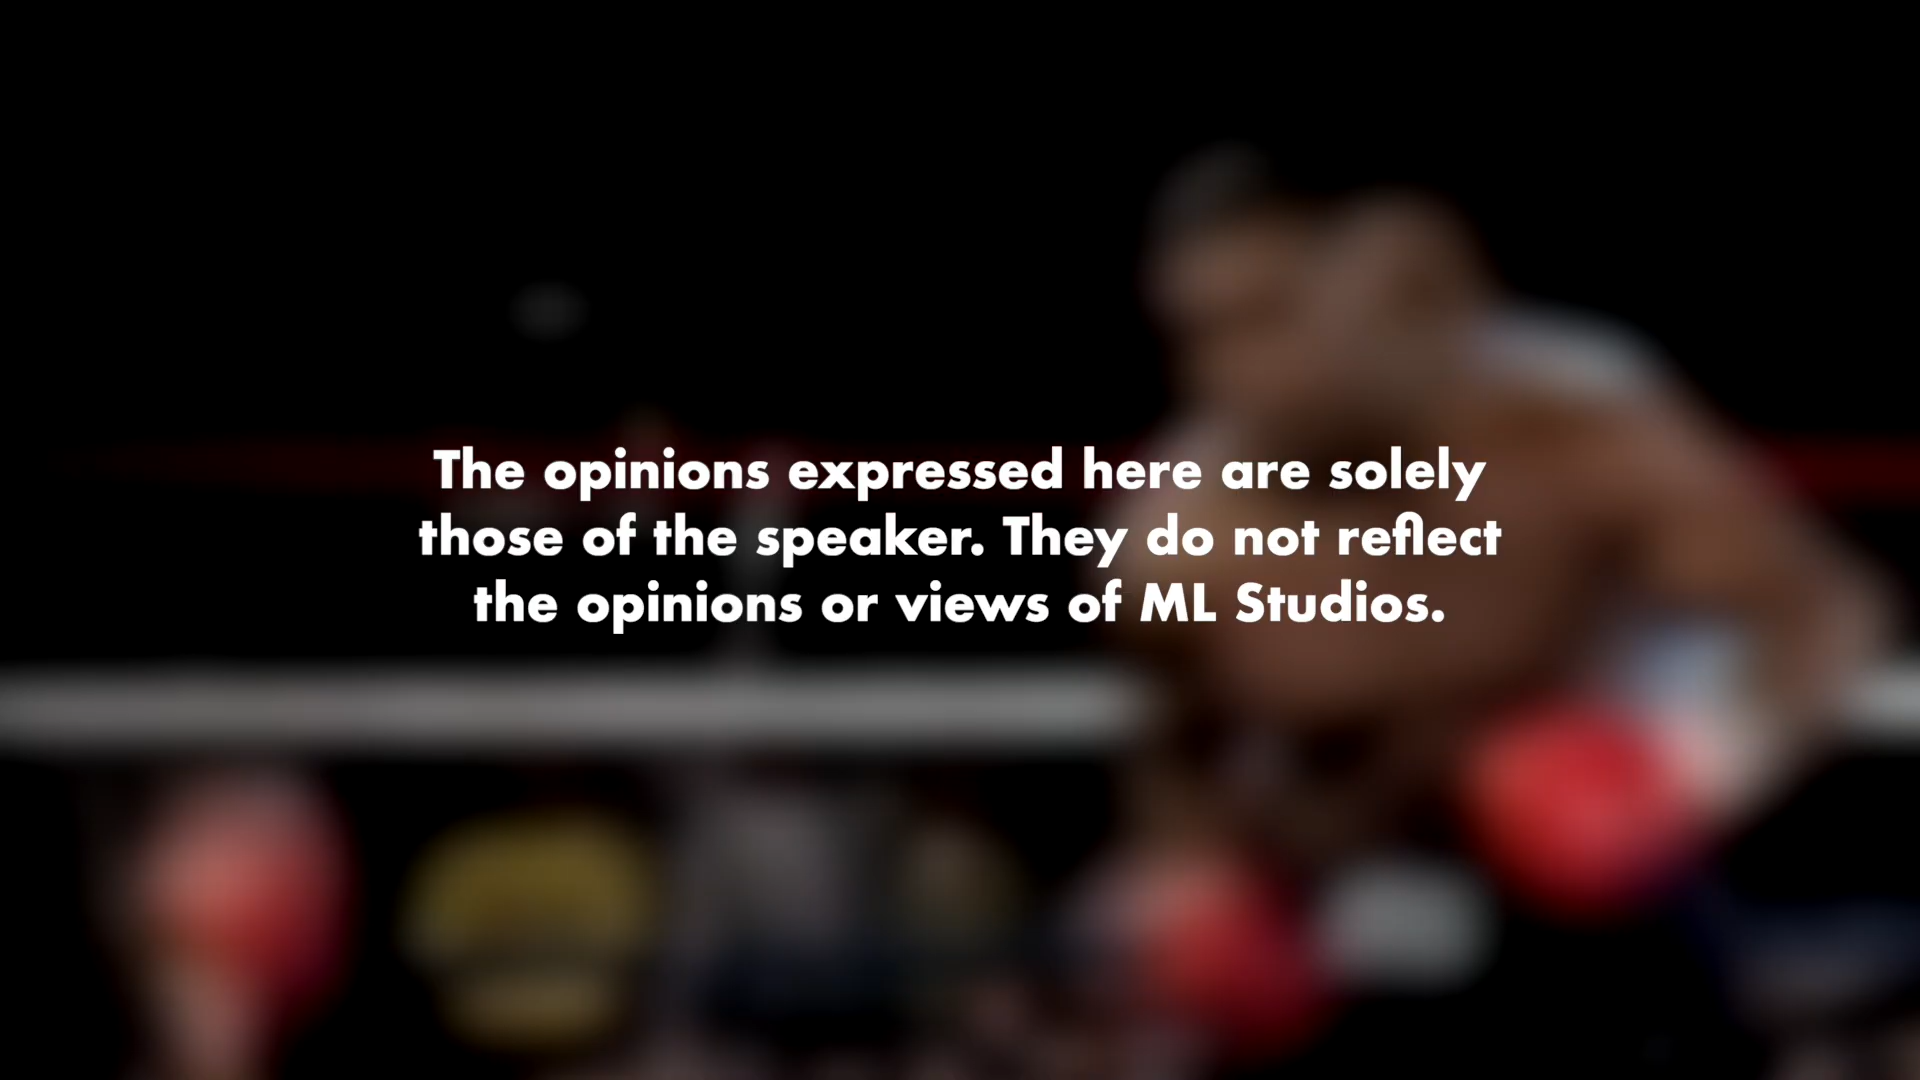 The opinions expressed here are solely
those of the speaker. They do not reflect
the opinions or views of ML Studios.